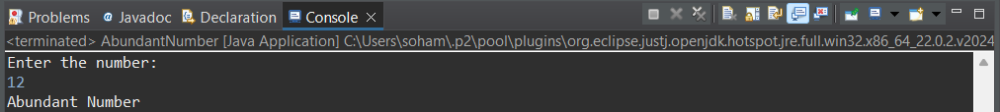 Problems @ Javadoc Declaration Console
<terminated> AbundantNumber [Java Application] C:\Users\soham\.p2\pool\plugins\org.eclipse.justj.openjdk.hotspot.jre.full.win32.x86_64_22.0.2.v2024
Enter the number:
12
Abundant Number